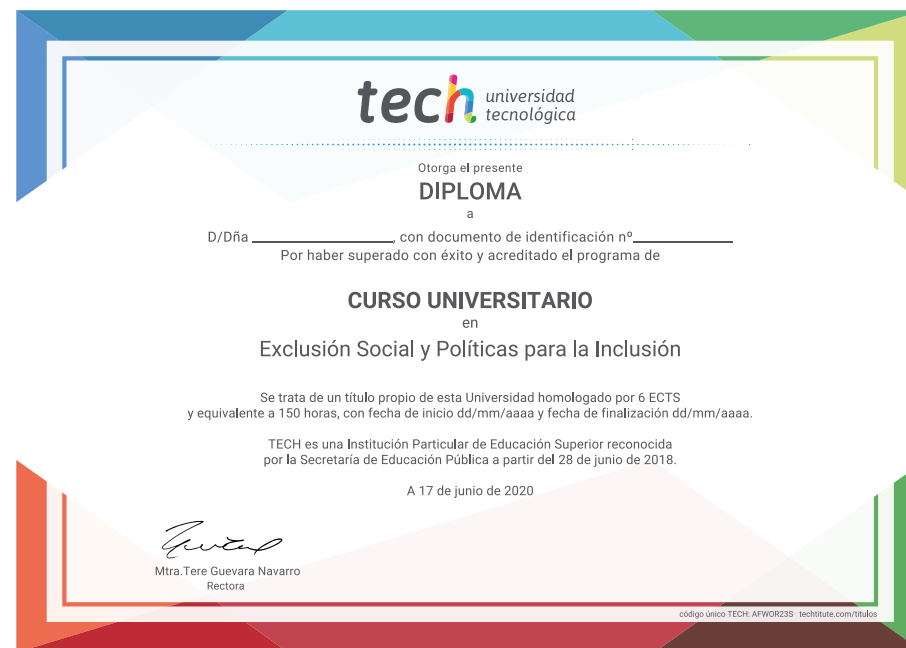 tech universidad
tecnológica
Otorga el presente
DIPLOMA
a
D/Dña ____________________, con documento de identificación nº______________
Por haber superado con éxito y acreditado el programa de
CURSO UNIVERSITARIO
en
Exclusión Social y Políticas para la Inclusión
Se trata de un título propio de esta Universidad homologado por 6 ECTS
y equivalente a 150 horas, con fecha de inicio dd/mm/aaaa y fecha de finalización dd/mm/aaaa.
TECH es una Institución Particular de Educación Superior reconocida
por la Secretaría de Educación Pública a partir del 28 de junio de 2018.
A 17 de junio de 2020
Mtra.Tere Guevara Navarro
Rectora
código único TECH: AFWOR23S techtitute.com/titulos